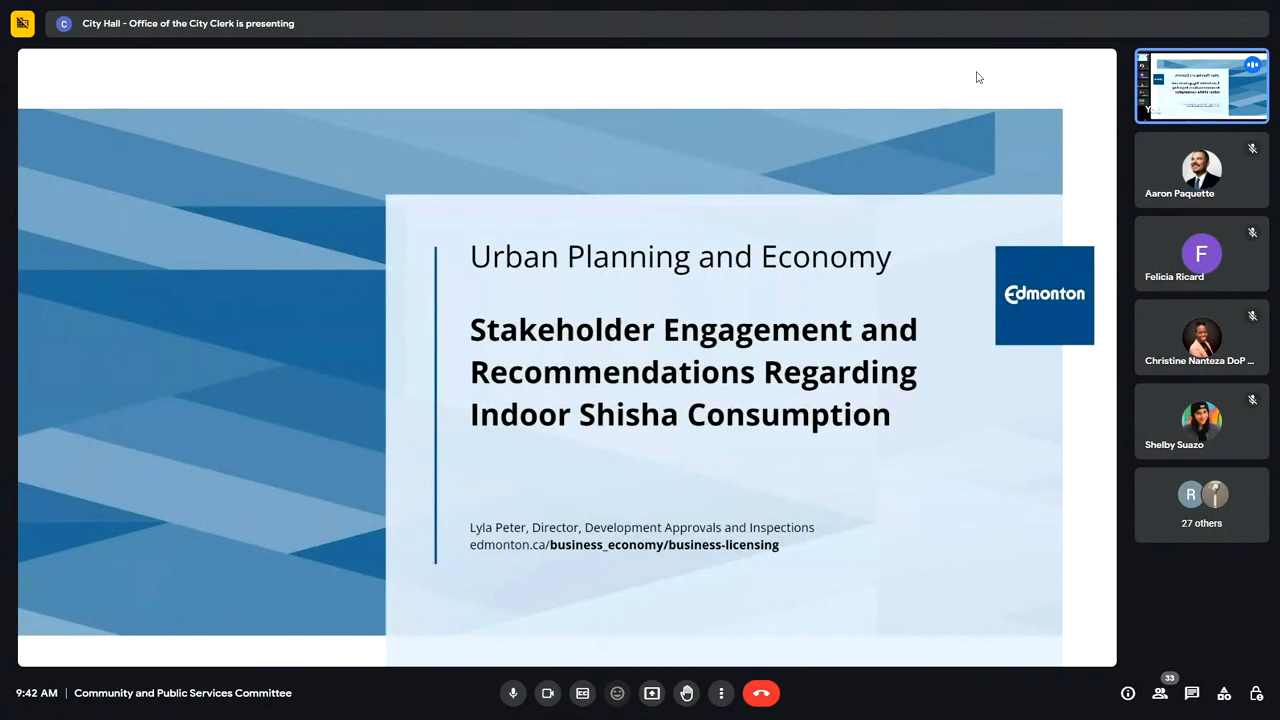 City Hall - Office of the City Clerk is presenting
C
Urban Planning and Economy
Stakeholder Engagement and
Recommendations Regarding
Indoor Shisha Consumption
Lyla Peter, Director, Development Approvals and Inspections
edmonton.ca/business_economy/business-licensing
Edmonton
Aaron Paquette
F
Felicia Ricard
Christine Nanteza DoP ...
Shelby Suazo
R
27 others
9:42 AM | Community and Public Services Committee
33